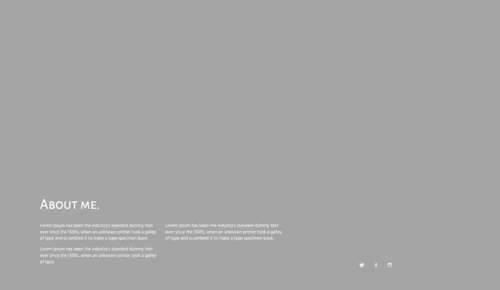 About me.
Lorem Ipsum has been the industry's standard dummy text
ever since the 1500s, when an unknown printer took a galley
of type and scrambled it to make a type specimen book.
Lorem Ipsum has been the industry's standard dummy text
ever since the 1500s, when an unknown printer took a galley
of type.
Lorem Ipsum has been the industry's standard dummy text
ever since the 1500s, when an unknown printer took a galley
of type and scrambled it to make a type specimen book.